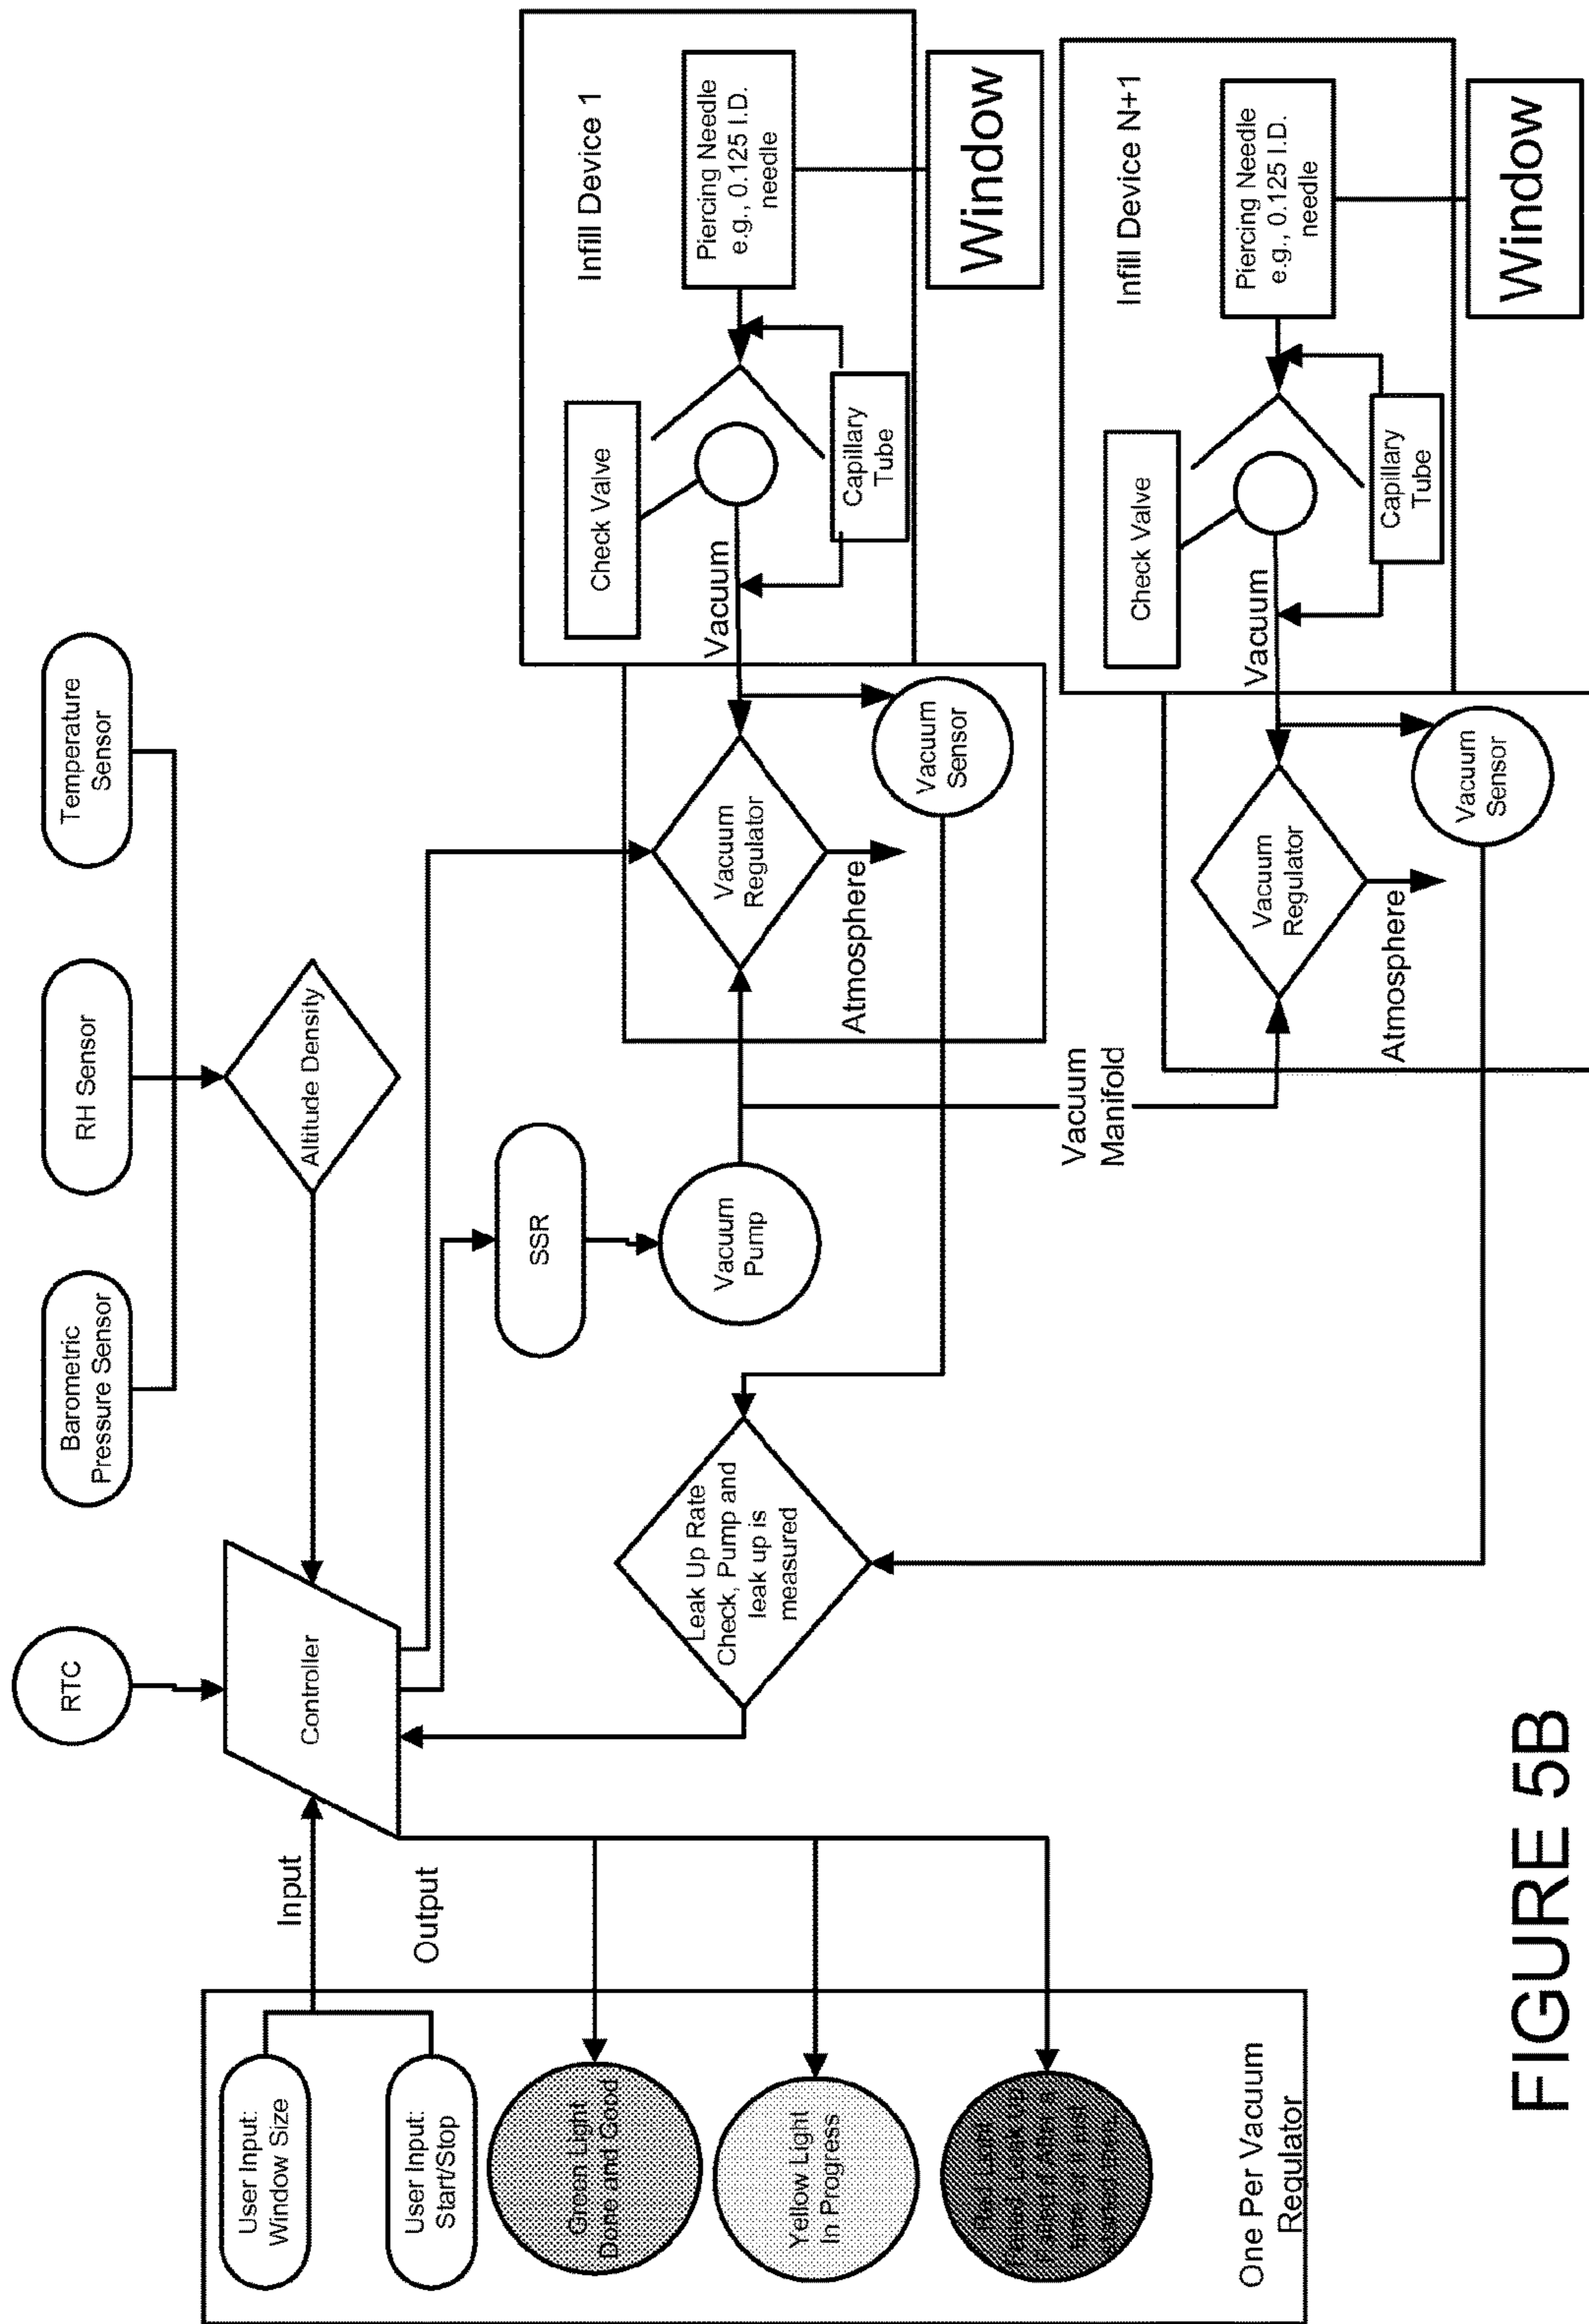 RTC
Barometric
Pressure Sensor
RH Sensor
Temperature
Sensor
Altitude Density
Controller
Input
Output
User Input:
Window Size
User Input:
Start/Stop
Green Light
Done and Good
Yellow Light
In Progress
Red Light
One Per Vacuum
Regulator
SSR
Vacuum
Pump
Leak Up Rate
Check, Pump and
leak up is
measured
Vacuum
Manifold
Vacuum
Regulator
Atmosphere
Vacuum
Sensor
Vacuum
Infill Device 1
Check Valve
Capillary
Tube
Piercing Needle
e.g., 0.125 I.D.
needle
Window
Vacuum
Regulator
Atmosphere
Vacuum
Sensor
Vacuum
Infill Device N+1
Check Valve
Capillary
Tube
Piercing Needle
e.g., 0.125 I.D.
needle
Window
FIGURE 5B